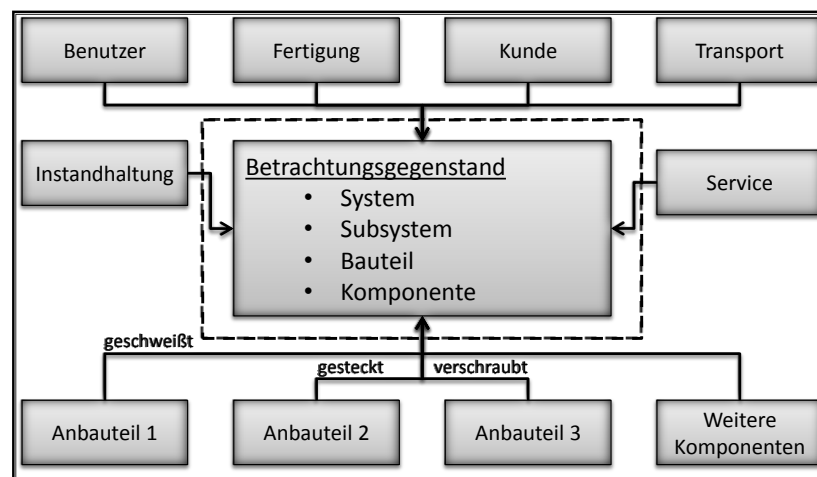 Benutzer
Fertigung
Kunde
Transport
Instandhaltung
Betrachtungsgegenstand
• System
• Subsystem
• Bauteil
• Komponente
Service
geschweißt
gesteckt
verschraubt
Anbauteil 1
Anbauteil 2
Anbauteil 3
Weitere
Komponenten